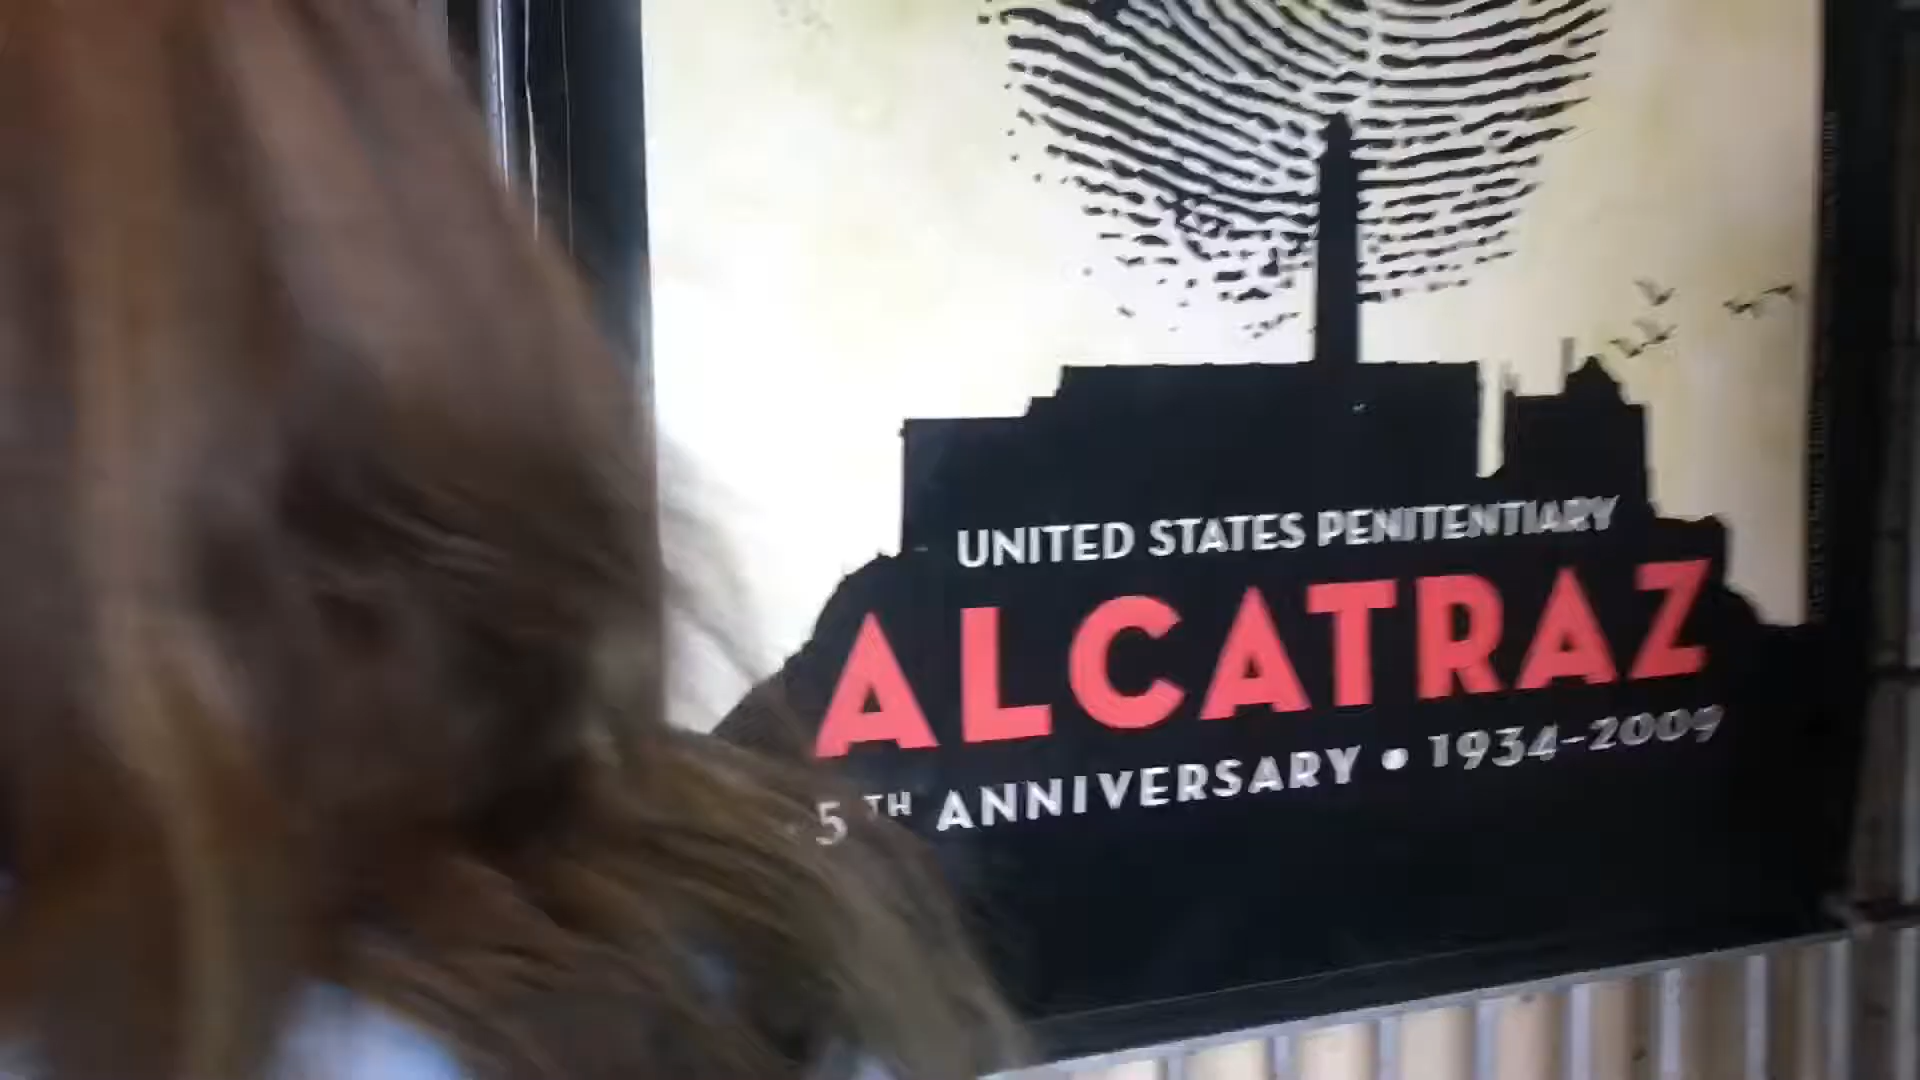 UNITED STATES PENITENTIARY
ALCATRAZ
5TH ANNIVERSARY • 1934-2009